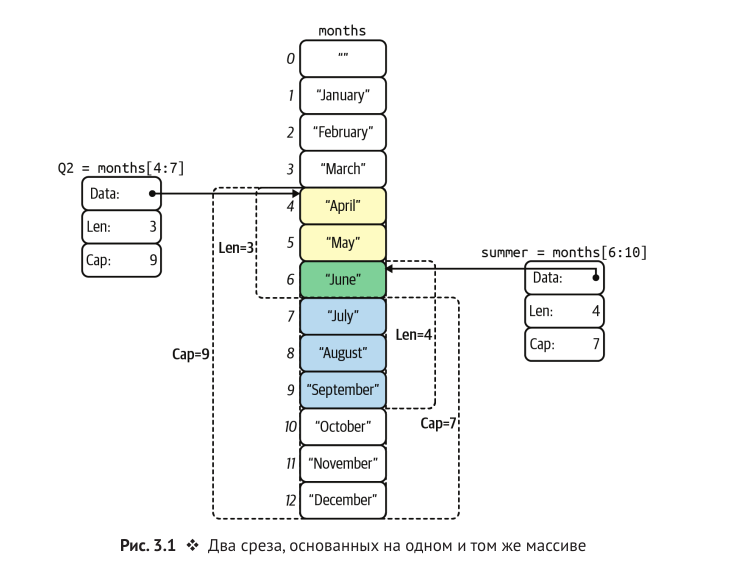 months
0 “”
1 “January”
2 “February”
3 “March”
Q2 = months[4:7]
Data:
Len: 3
Cap: 9
4 “April”
5 “May”
Len=3
6 “June”
summer = months[6:10]
Data:
Len: 4
Cap: 7
7 “July”
Len=4
8 “August”
Cap=9
9 “September”
10 “October”
Cap=7
11 “November”
12 “December”
Рис. 3.1 ❖ Два среза, основанных на одном и том же массиве